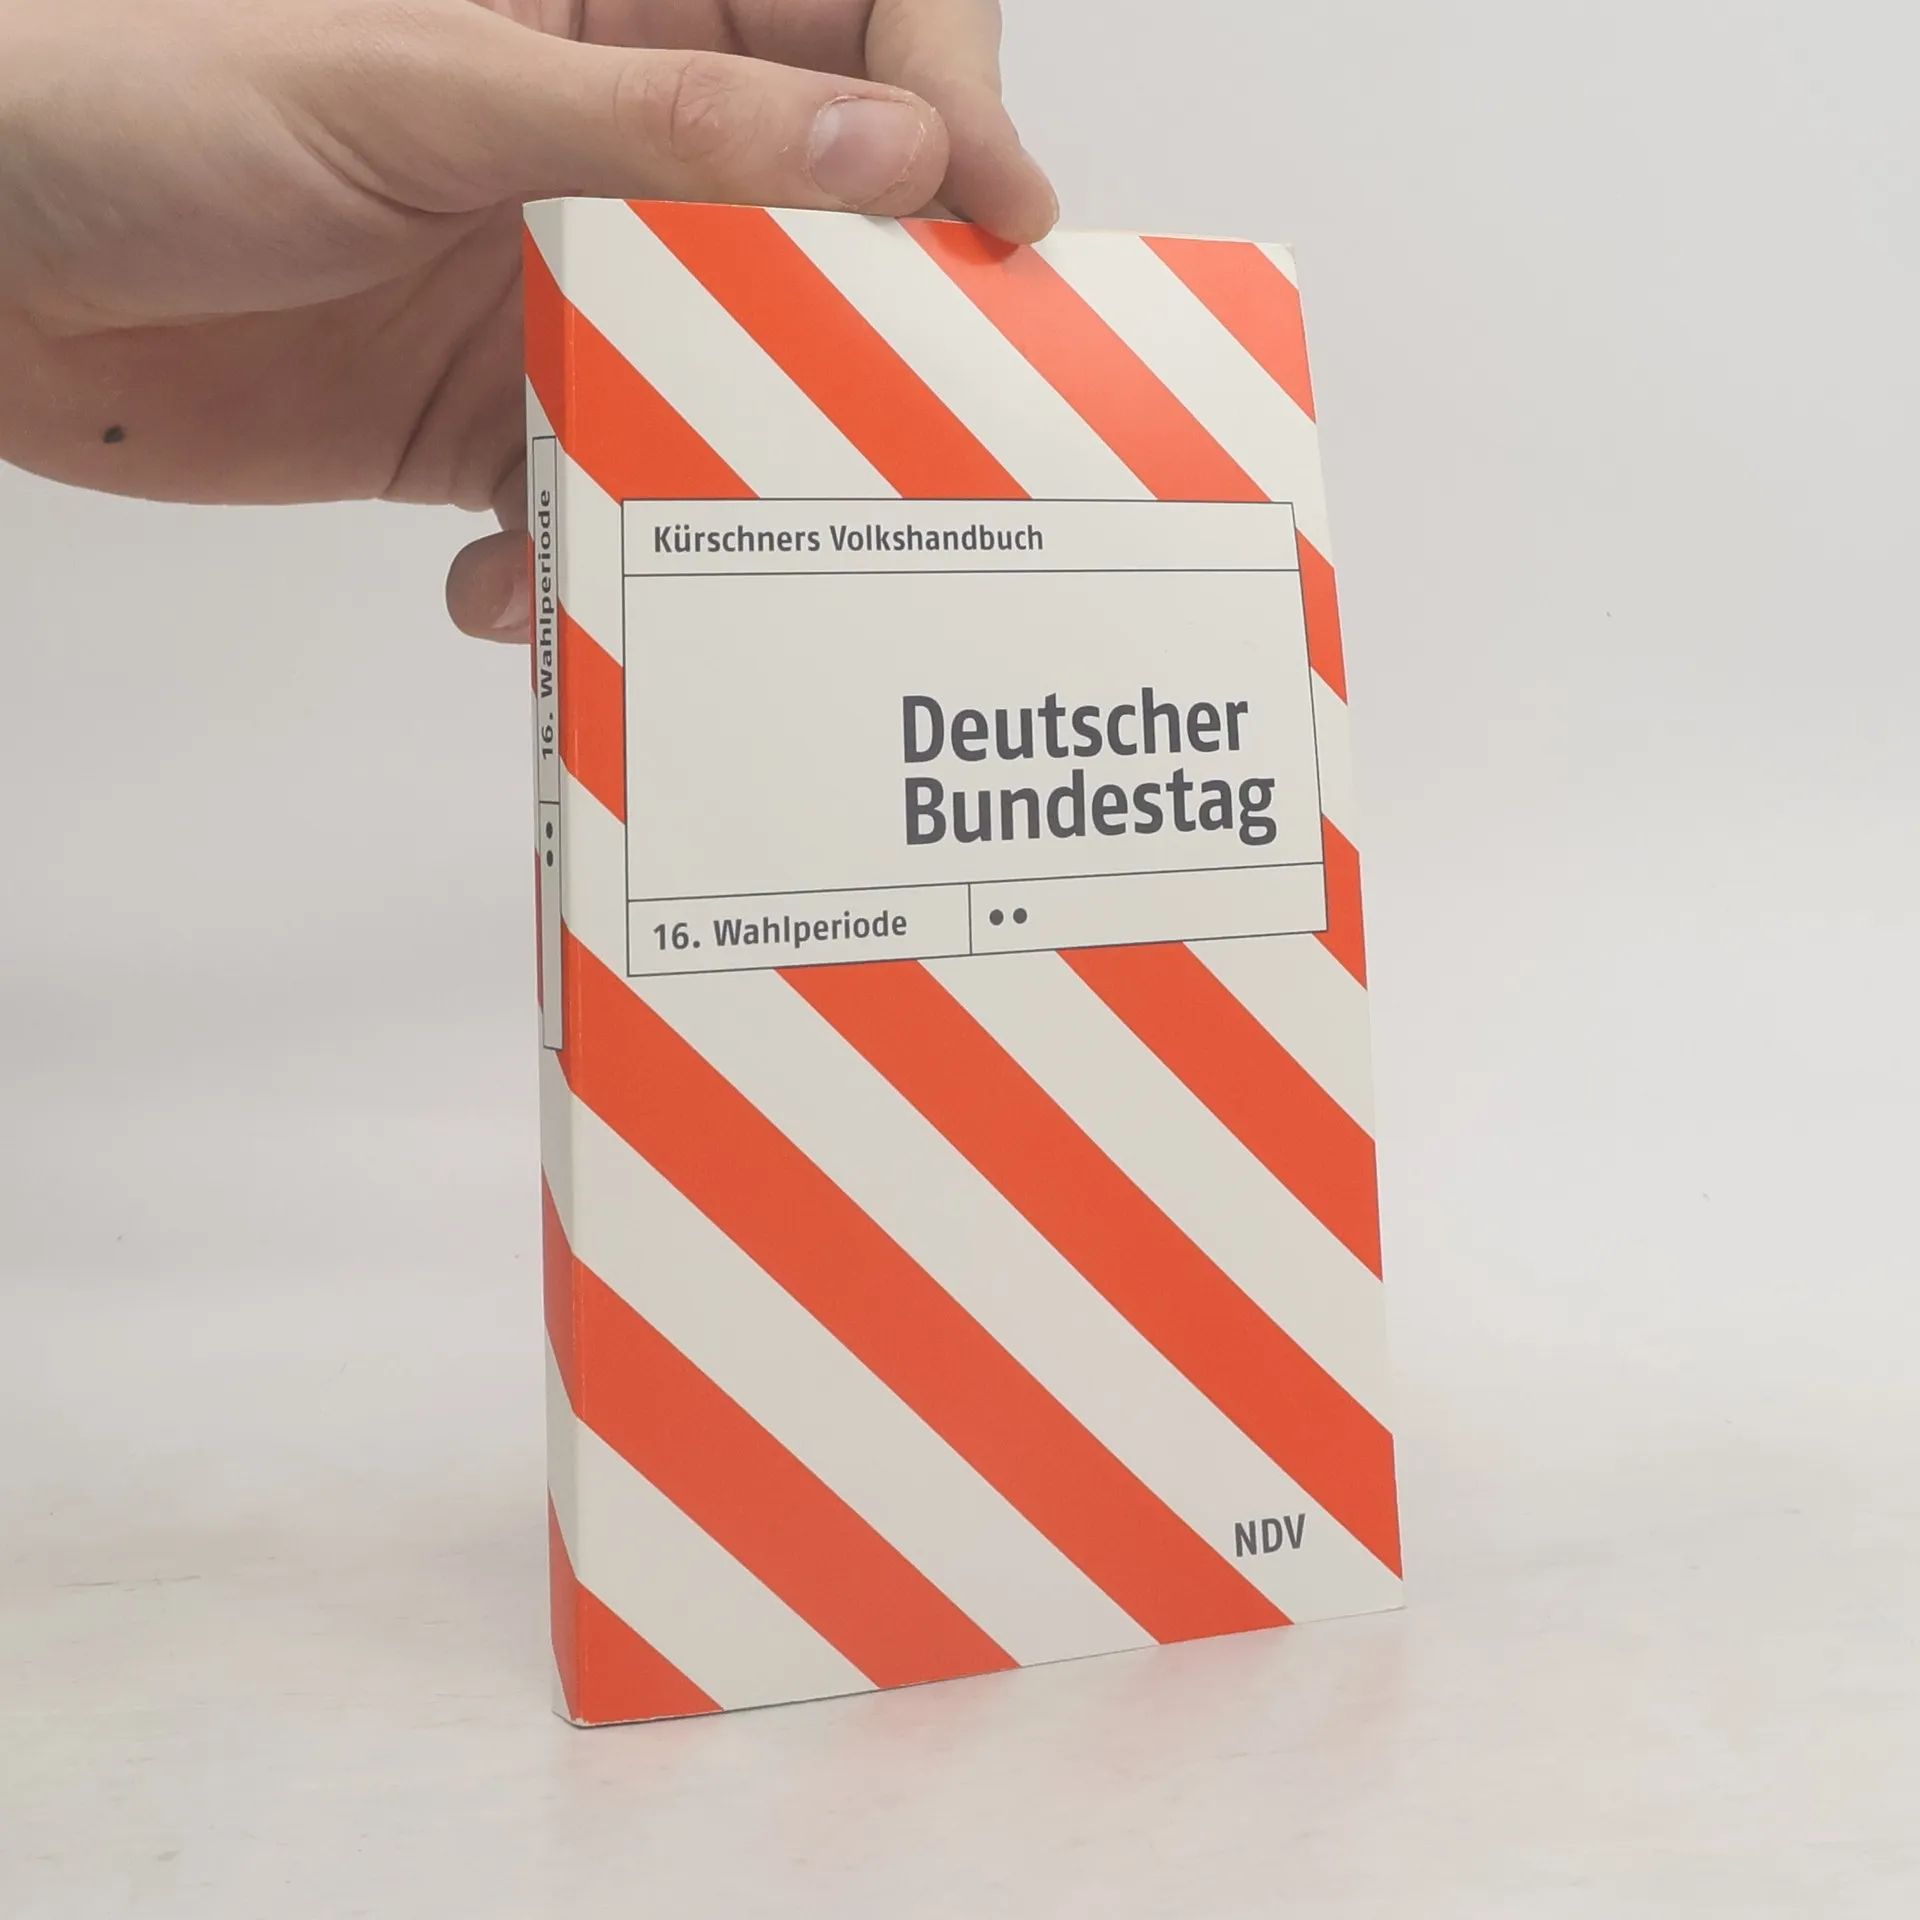 16. Wahlperiode ••
Kürschners Volkshandbuch
Deutscher
Bundestag
16. Wahlperiode ••
NDV